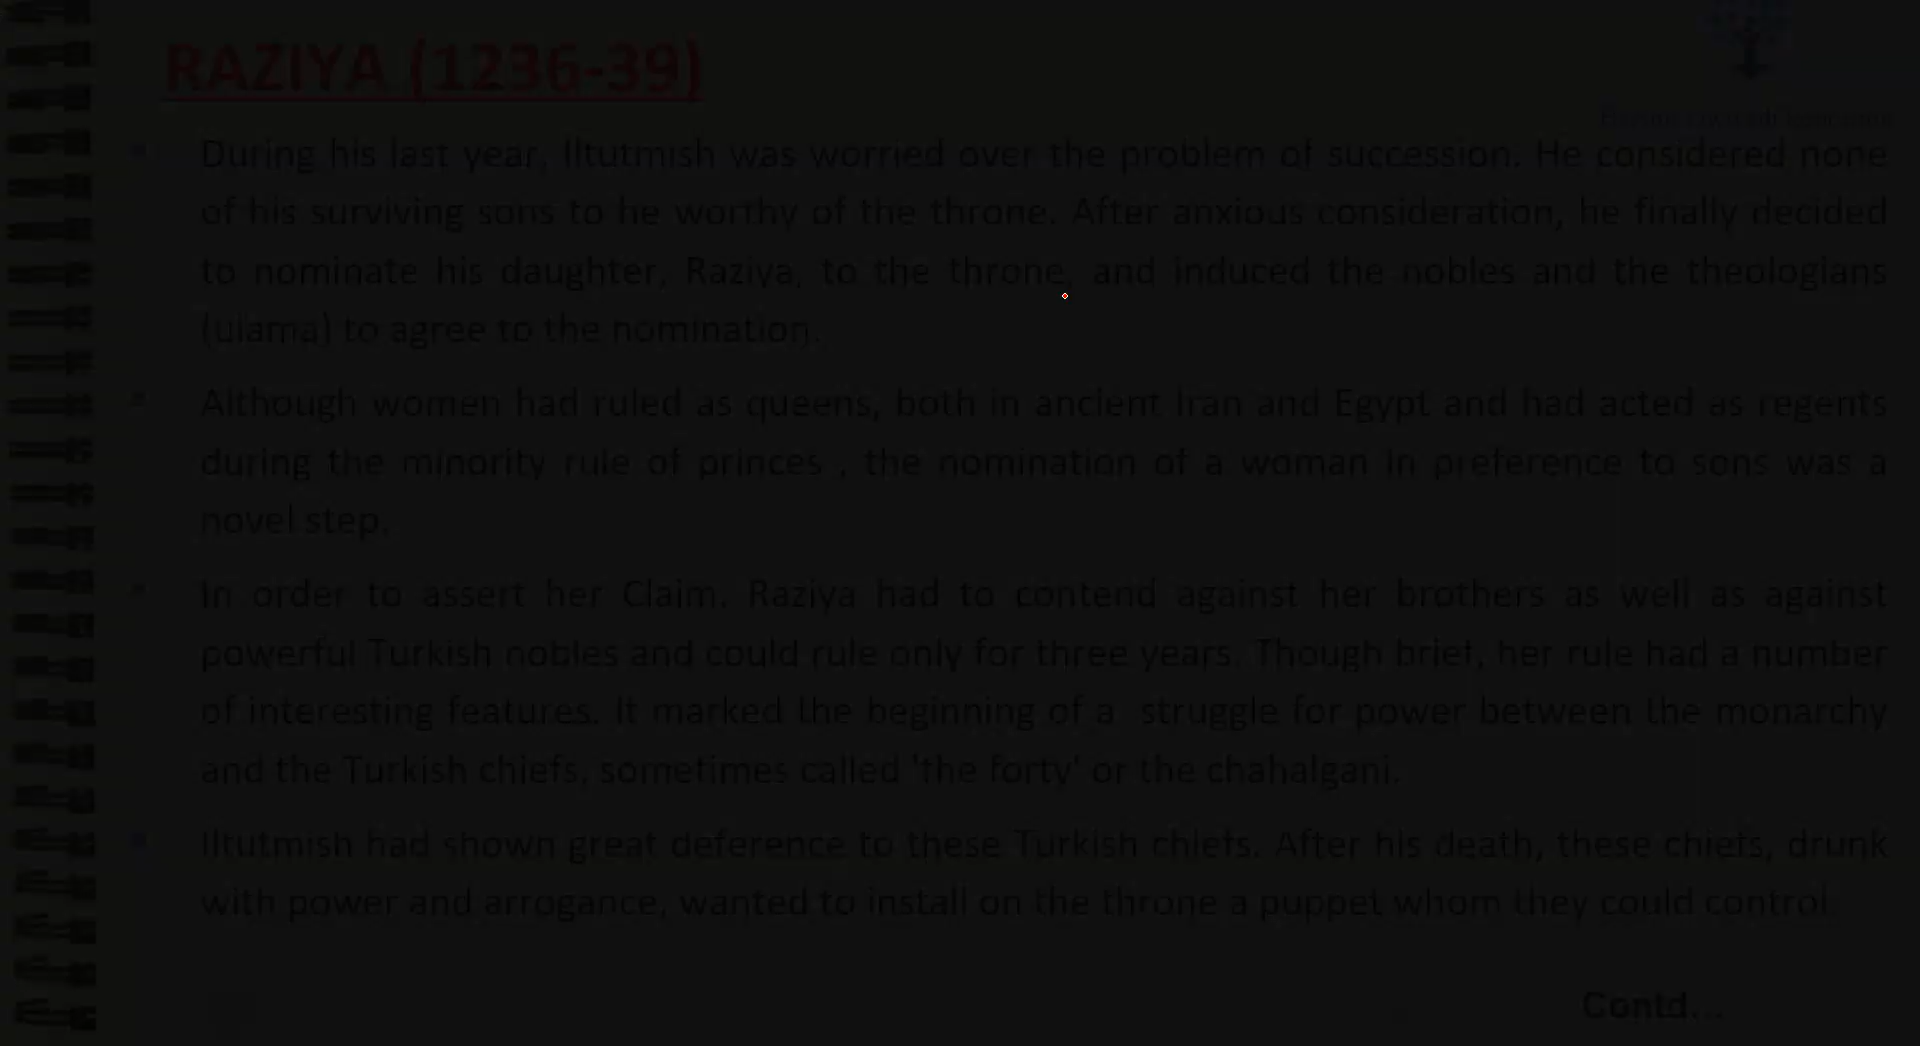 RAZIYA (1236-39)
During his last year, Iltutmish was worried over the problem of succession. He considered none
of his surviving sons to be worthy of the throne. After anxious consideration, he finally decided
to nominate his daughter, Raziya, to the throne, and induced the nobles and the theologians
(ulama) to agree to the nomination.
Although women had ruled as queens, both in ancient Iran and Egypt and had acted as regents
during the minority rule of princes , the nomination of a woman in preference to sons was a
novel step.
In order to assert her Claim, Raziya had to contend against her brothers as well as against
powerful Turkish nobles and could rule only for three years. Though brief, her rule had a number
of interesting features. It marked the beginning of a struggle for power between the monarchy
and the Turkish chiefs, sometimes called 'the forty' or the chahalgani.
Iltutmish had shown great deference to these Turkish chiefs. After his death, these chiefs, drunk
with power and arrogance, wanted to install on the throne a puppet whom they could control.
Contd...